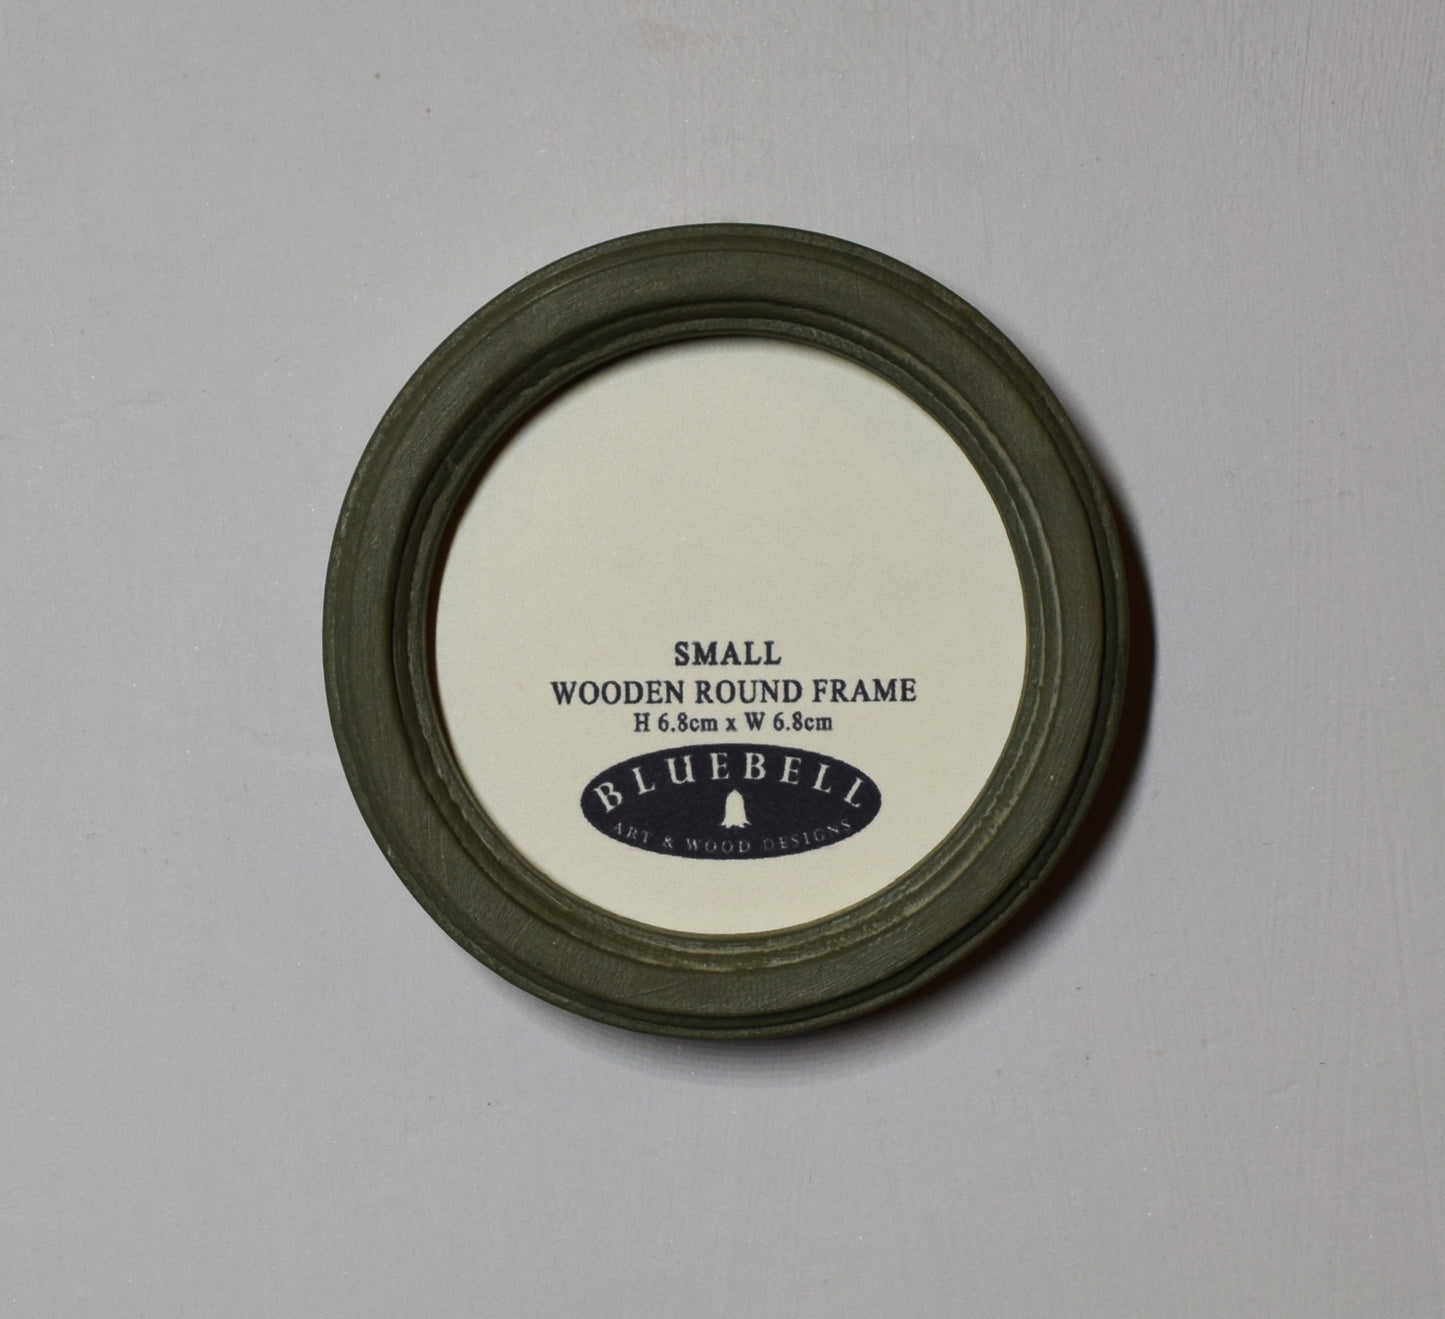 SMALL
WOODEN ROUND FRAME
H 6.8cm x W 6.8cm
BLUEBELL
ART & WOOD DESIGNS